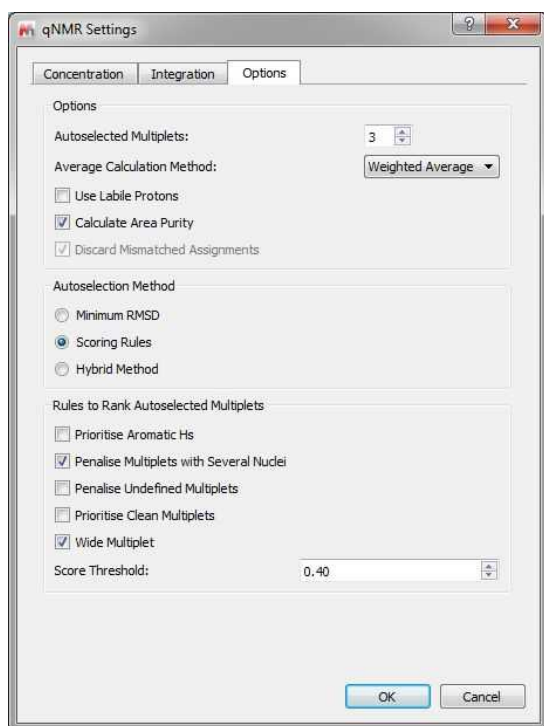 qNMR Settings
Concentration Integration Options
Options
Autoselected Multiplets: 3
Average Calculation Method: Weighted Average
Use Labile Protons
Calculate Area Purity
Discard Mismatched Assignments
Autoselection Method
Minimum RMSD
Scoring Rules
Hybrid Method
Rules to Rank Autoselected Multiplets
Prioritise Aromatic Hs
Penalise Multiplets with Several Nuclei
Penalise Undefined Multiplets
Prioritise Clean Multiplets
Wide Multiplet
Score Threshold: 0.40
OK Cancel